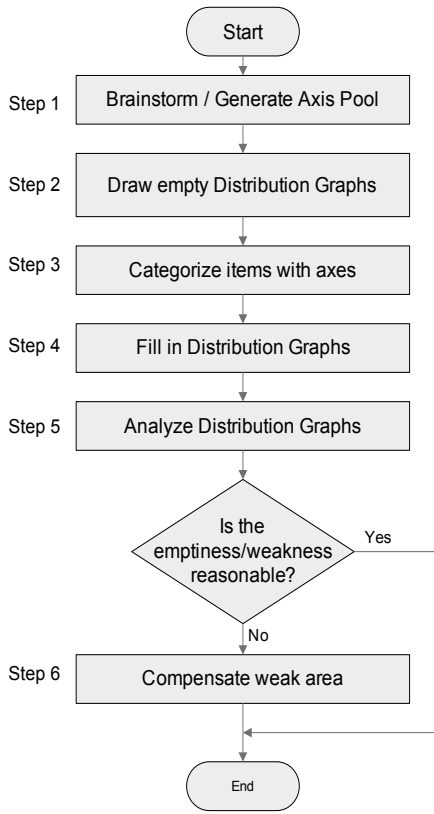 Start
Step 1
Brainstorm / Generate Axis Pool
Step 2
Draw empty Distribution Graphs
Step 3
Categorize items with axes
Step 4
Fill in Distribution Graphs
Step 5
Analyze Distribution Graphs
Is the
emptiness/weakness
reasonable?
Yes
No
Step 6
Compensate weak area
End